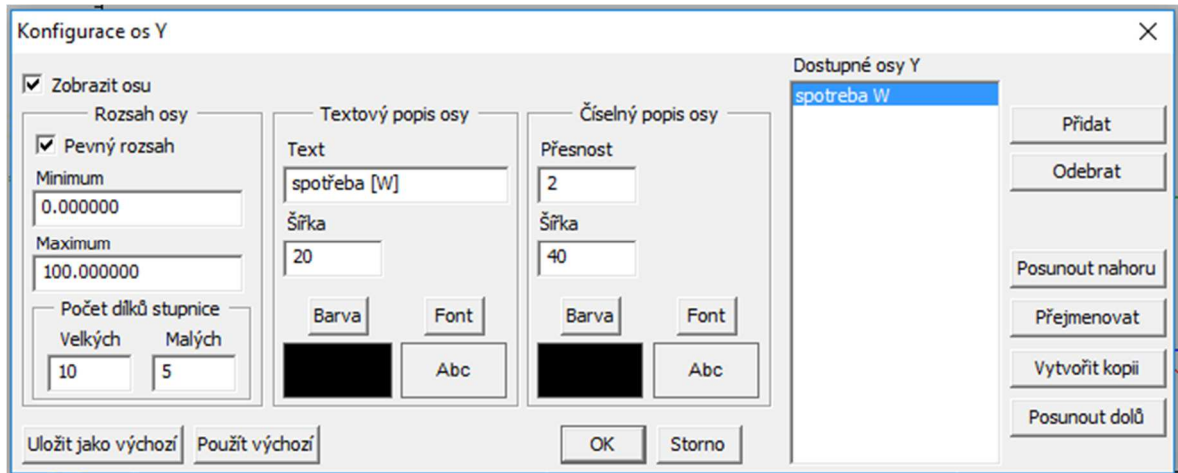 Konfigurace os Y
Zobrazit osu
Rozsah osy
Pevný rozsah
Minimum
0.000000
Maximum
100.000000
Počet dílků stupnice
Velkých Malých
10 5
Textový popis osy
Text
spotřeba [W]
Šířka
20
Barva Font
Abc
Číselný popis osy
Přesnost
2
Šířka
40
Barva Font
Abc
Dostupné osy Y
spotreba W
Přidat
Odebrat
Posunout nahoru
Přejmenovat
Vytvořit kopii
Posunout dolů
Uložit jako výchozí Použít výchozí OK Storno